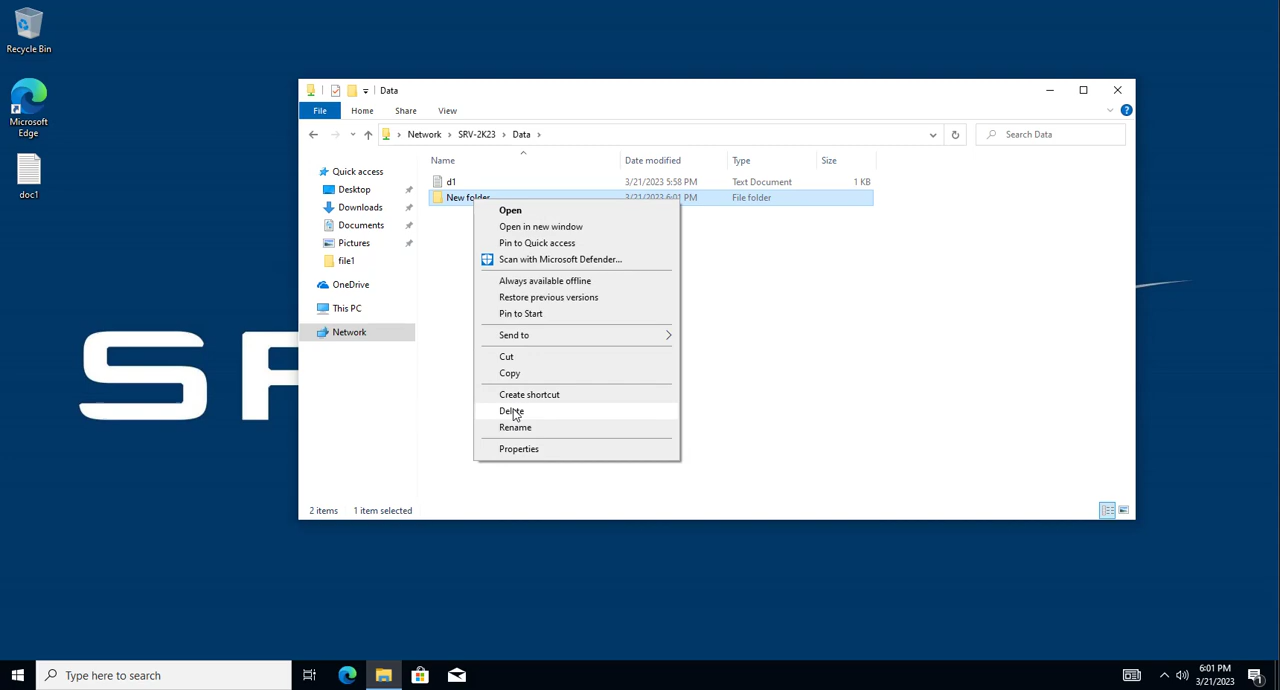 Recycle Bin
Microsoft
Edge
doc1
Data
File Home Share View
Network SRV-2K23 Data
Search Data
Name Date modified Type Size
Quick access
Desktop
Downloads
Documents
Pictures
file1
OneDrive
This PC
Network
d1 3/21/2023 5:58 PM Text Document 1 KB
New folder 3/21/2023 6:01 PM File folder
Open
Open in new window
Pin to Quick access
Scan with Microsoft Defender...
Always available offline
Restore previous versions
Pin to Start
Send to
Cut
Copy
Create shortcut
Delete
Rename
Properties
2 items 1 item selected
Type here to search
6:01 PM
3/21/2023
1